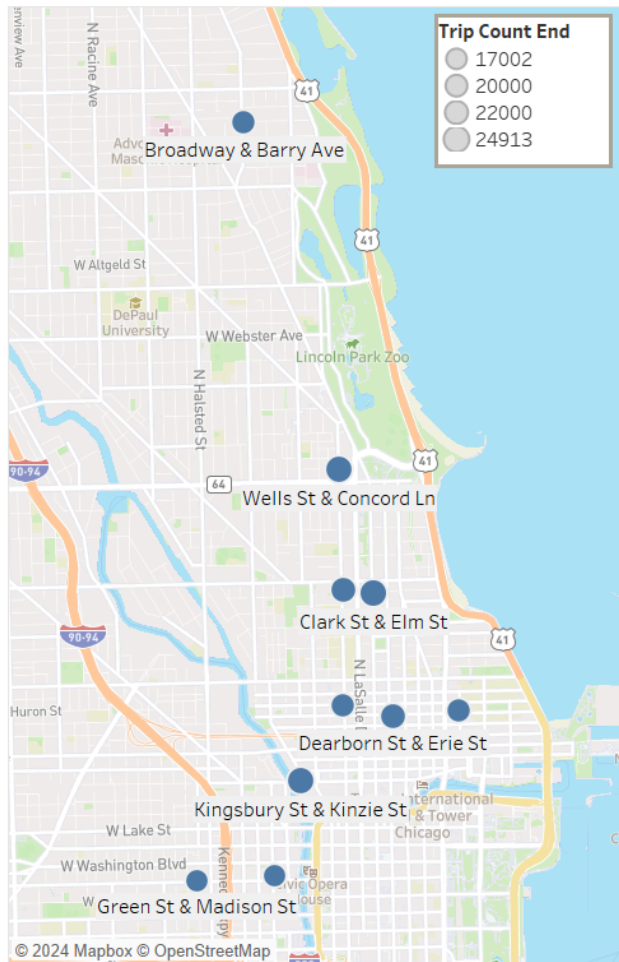 Trip Count End
17002
20000
22000
24913
N Racine Ave
41
Broadway & Barry Ave
41
W Altgeld St
DePaul
University
W Webster Ave
Lincoln Park Zoo
N Halsted St
90-94
41
64
Wells St & Concord Ln
Clark St & Elm St
90-94
41
N LaSalle
Huron St
Dearborn St & Erie St
Kingsbury St & Kinzie St
International
& Tower
Chicago
W Lake St
W Washington Blvd
Green St & Madison St
© 2024 Mapbox © OpenStreetMap